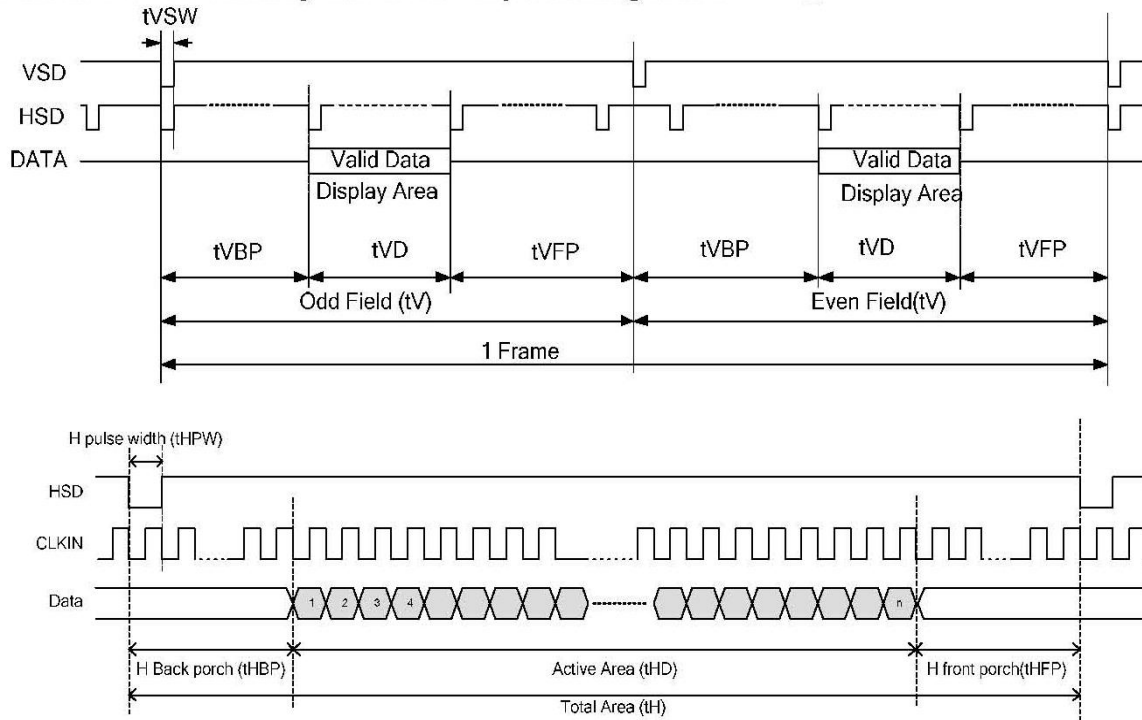 tVSW
VSD
HSD
DATA
Valid Data
Valid Data
Display Area
Display Area
tVBP
tVD
tVFP
tVBP
tVD
tVFP
Odd Field (tV)
Even Field(tV)
1 Frame
H pulse width (tHPW)
HSD
CLKIN
Data
1
2
3
4
n
H Back porch (tHBP)
Active Area (tHD)
H front porch(tHFP)
Total Area (tH)